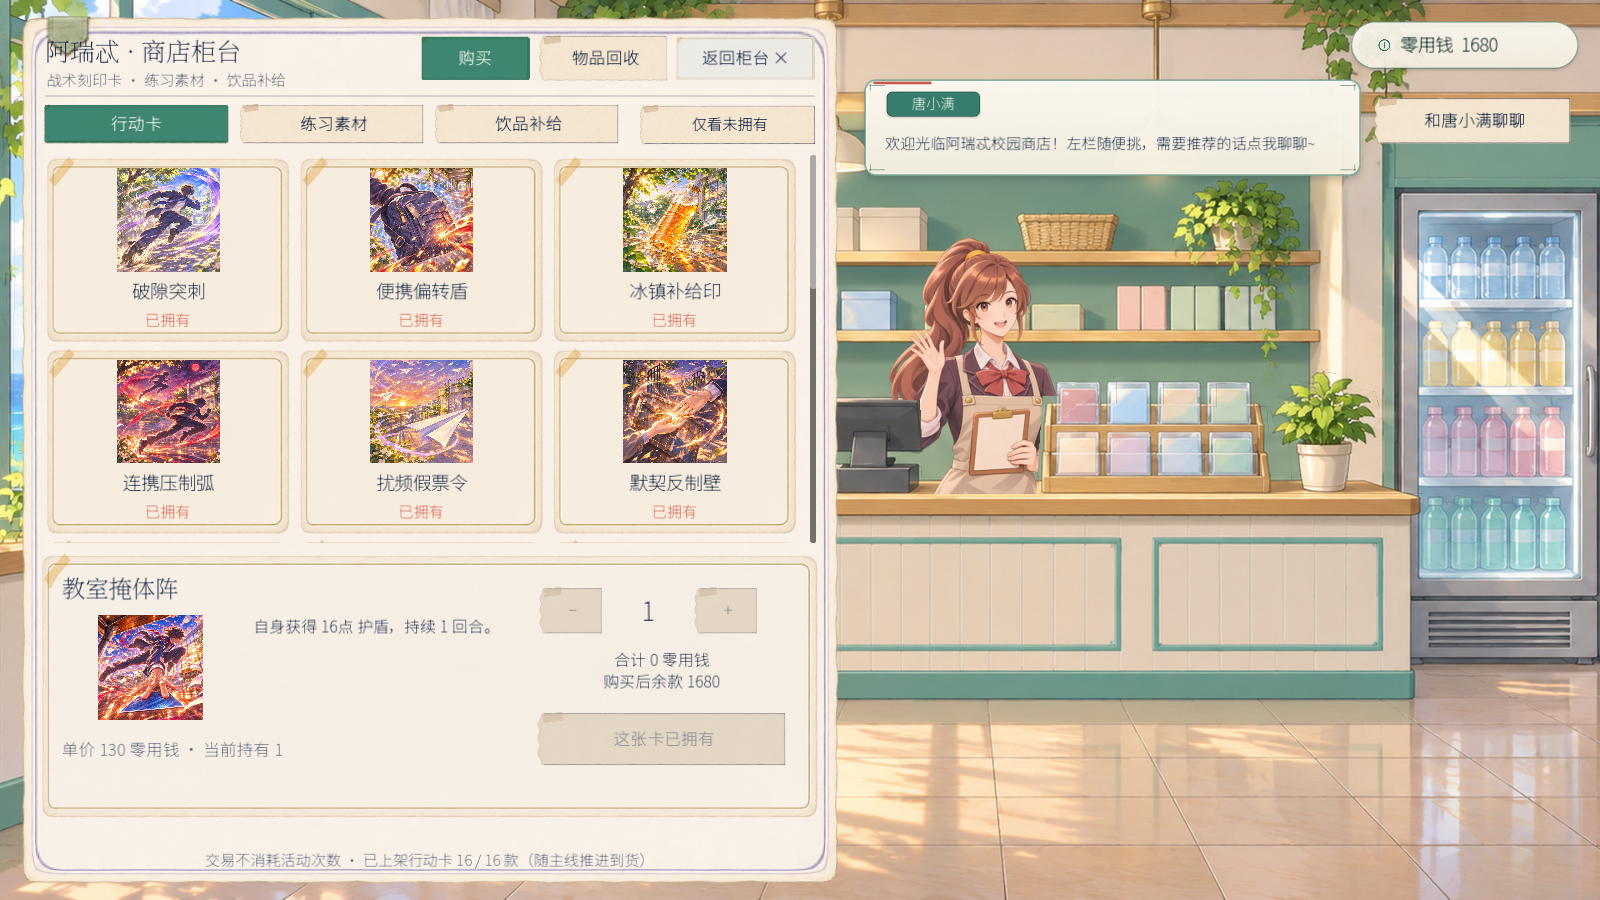 阿瑞忒 · 商店柜台
战术刻印卡 · 练习素材 · 饮品补给
购买
物品回收
返回柜台 ×
行动卡
练习素材
饮品补给
仅看未拥有
破隙突刺
已拥有
便携偏转盾
已拥有
冰镇补给印
已拥有
连携压制弧
已拥有
扰频假票令
已拥有
默契反制壁
已拥有
教室掩体阵
自身获得 16点 护盾，持续 1 回合。
单价 130 零用钱 · 当前持有 1
−
1
+
合计 0 零用钱
购买后余款 1680
这张卡已拥有
交易不消耗活动次数 · 已上架行动卡 16 / 16 款（随主线推进到货）
零用钱 1680
唐小满
欢迎光临阿瑞忒校园商店！左栏随便挑，需要推荐的话点我聊聊~
和唐小满聊聊